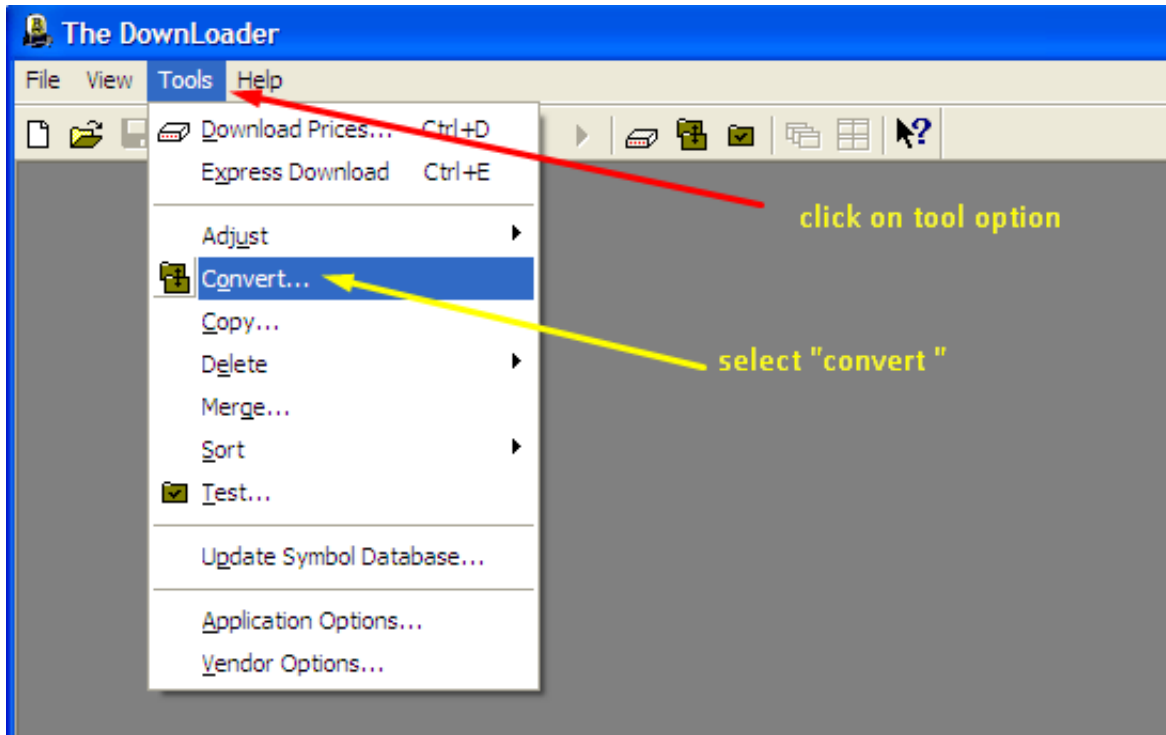 The DownLoader
File View Tools Help
Download Prices... Ctrl+D
Express Download Ctrl+E
Adjust
click on tool option
Convert...
Copy...
Delete
select "convert "
Merge...
Sort
Test...
Update Symbol Database...
Application Options...
Vendor Options...